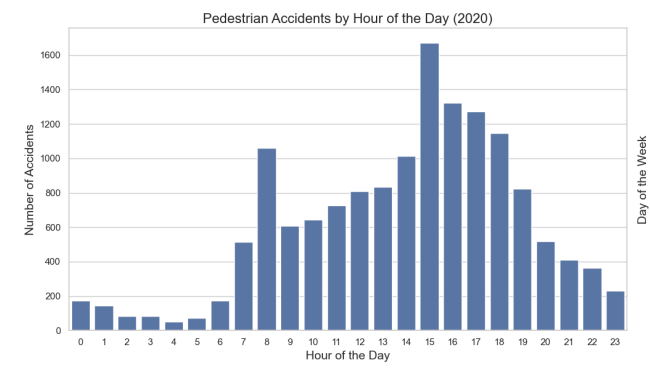 Pedestrian Accidents by Hour of the Day (2020)
Number of Accidents
1600
1400
1200
1000
800
600
400
200
0
0 1 2 3 4 5 6 7 8 9 10 11 12 13 14 15 16 17 18 19 20 21 22 23
Hour of the Day
Day of the Week